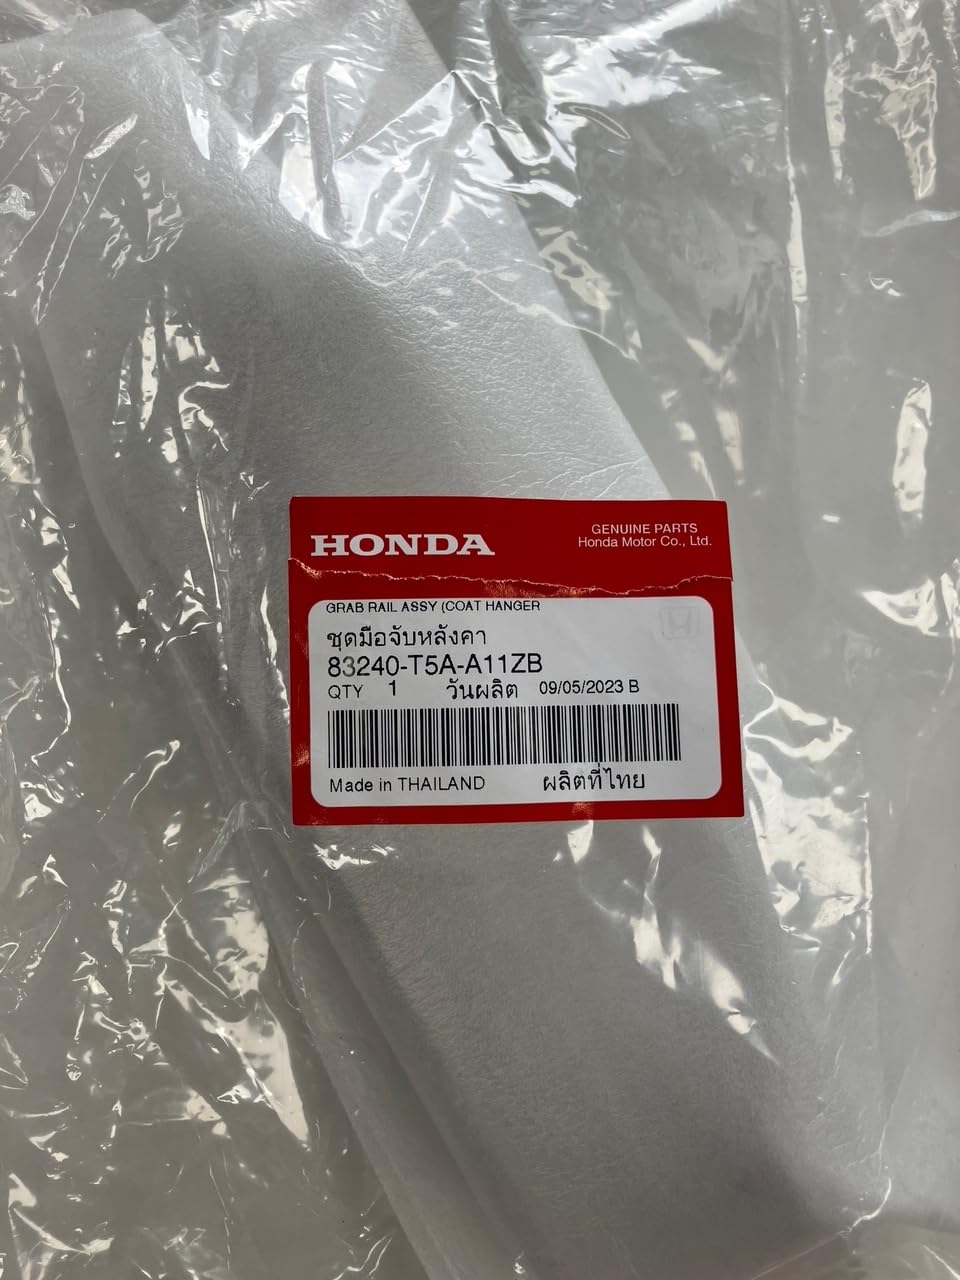 HONDA
GENUINE PARTS
Honda Motor Co., Ltd.
GRAB RAIL ASSY (COAT HANGER
ชุดมือจับหลังคา
83240-T5A-A11ZB
QTY 1 วันผลิต 09/05/2023 B
Made in THAILAND ผลิตที่ไทย